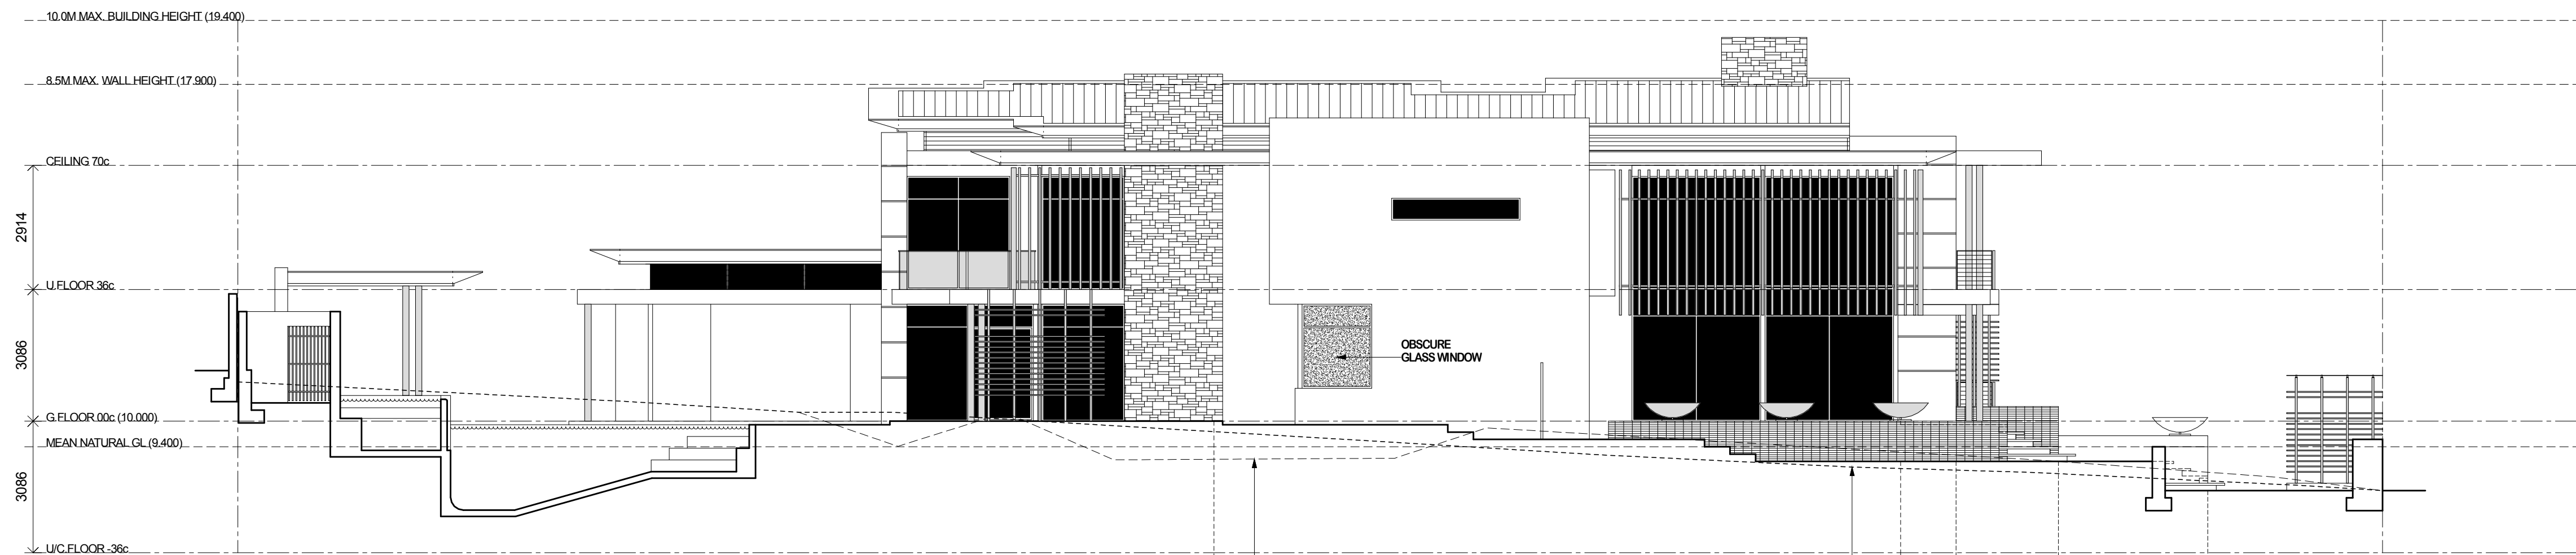 10.0M MAX. BUILDING HEIGHT (19.400)
8.5M MAX. WALL HEIGHT (17.900)
CEILING 70c
2914
U.FLOOR 36c
3086
OBSCURE
GLASS WINDOW
G.FLOOR 00c (10.000)
MEAN NATURAL GL (9.400)
3086
U/C.FLOOR -36c